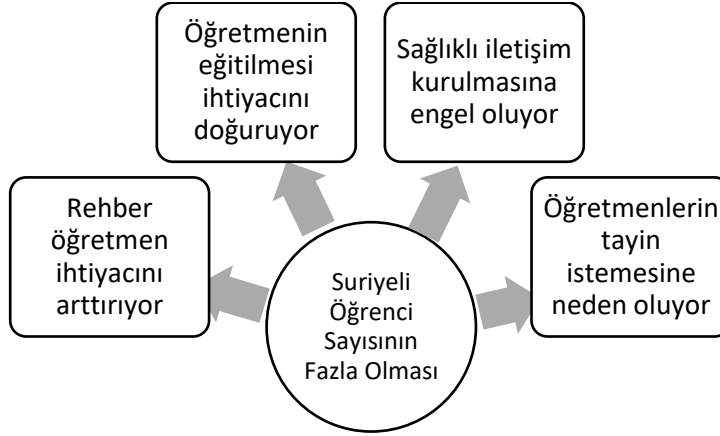 Öğretmenin
eğitilmesi
ihtiyacını
doğuruyor
Sağlıklı iletişim
kurulmasına
engel oluyor
Rehber
öğretmen
ihtiyacını
arttırıyor
Öğretmenlerin
tayin
istemesine
neden oluyor
Suriyeli
Öğrenci
Sayısının
Fazla Olması